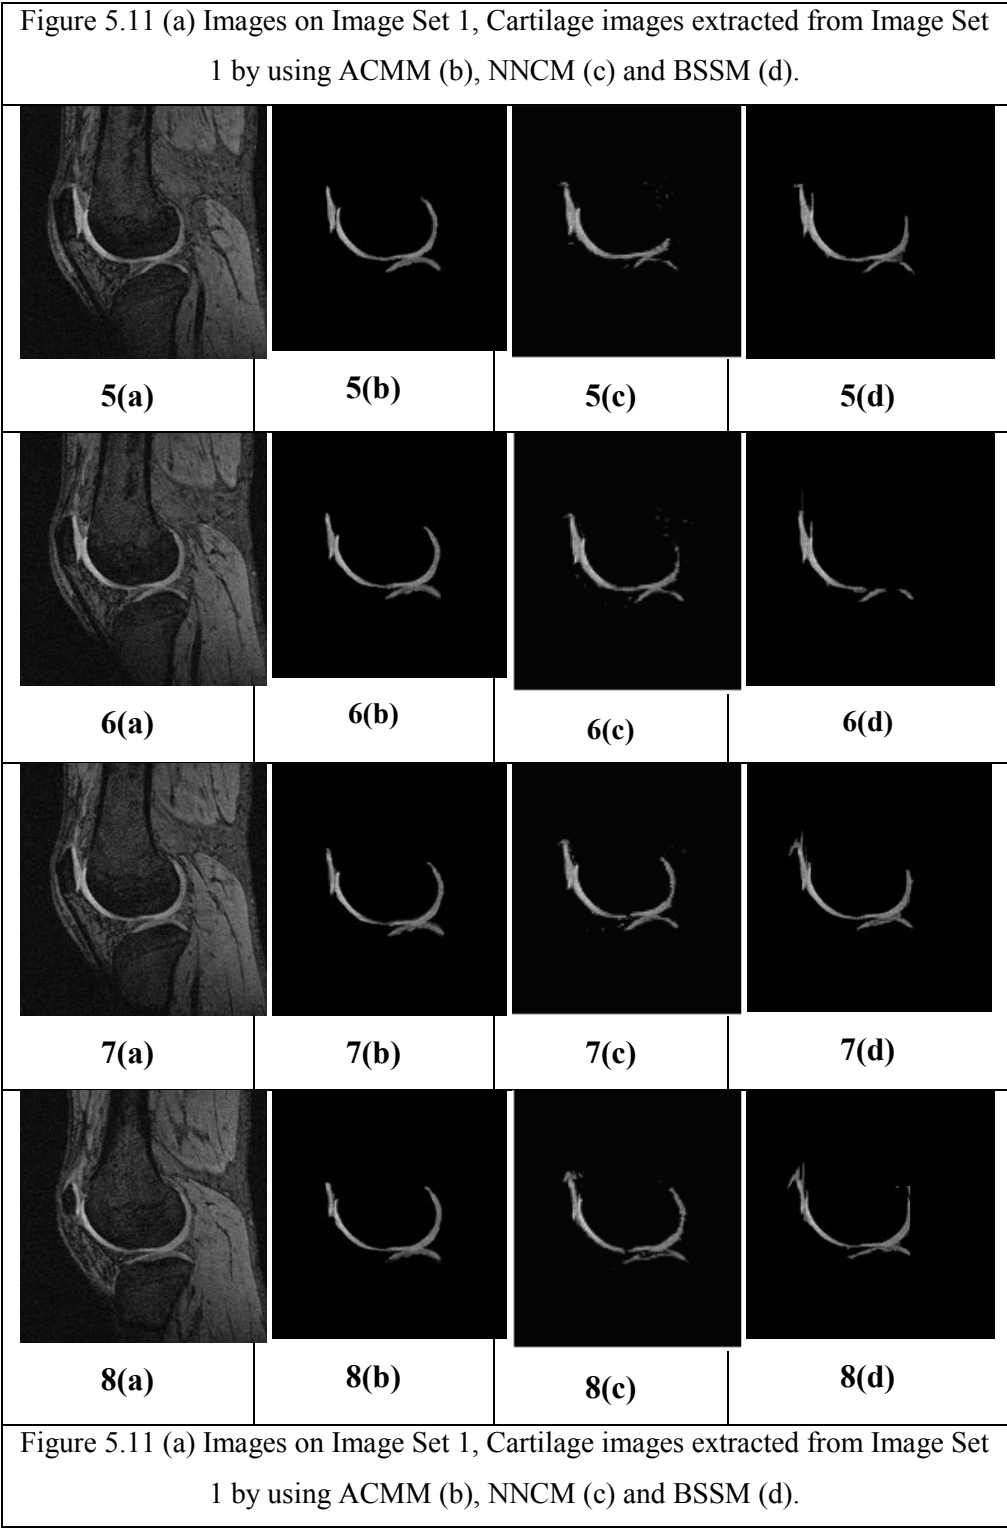 Figure 5.11 (a) Images on Image Set 1, Cartilage images extracted from Image Set
1 by using ACMM (b), NNCM (c) and BSSM (d).
5(a) 5(b) 5(c) 5(d)
6(a) 6(b) 6(c) 6(d)
7(a) 7(b) 7(c) 7(d)
8(a) 8(b) 8(c) 8(d)
Figure 5.11 (a) Images on Image Set 1, Cartilage images extracted from Image Set
1 by using ACMM (b), NNCM (c) and BSSM (d).